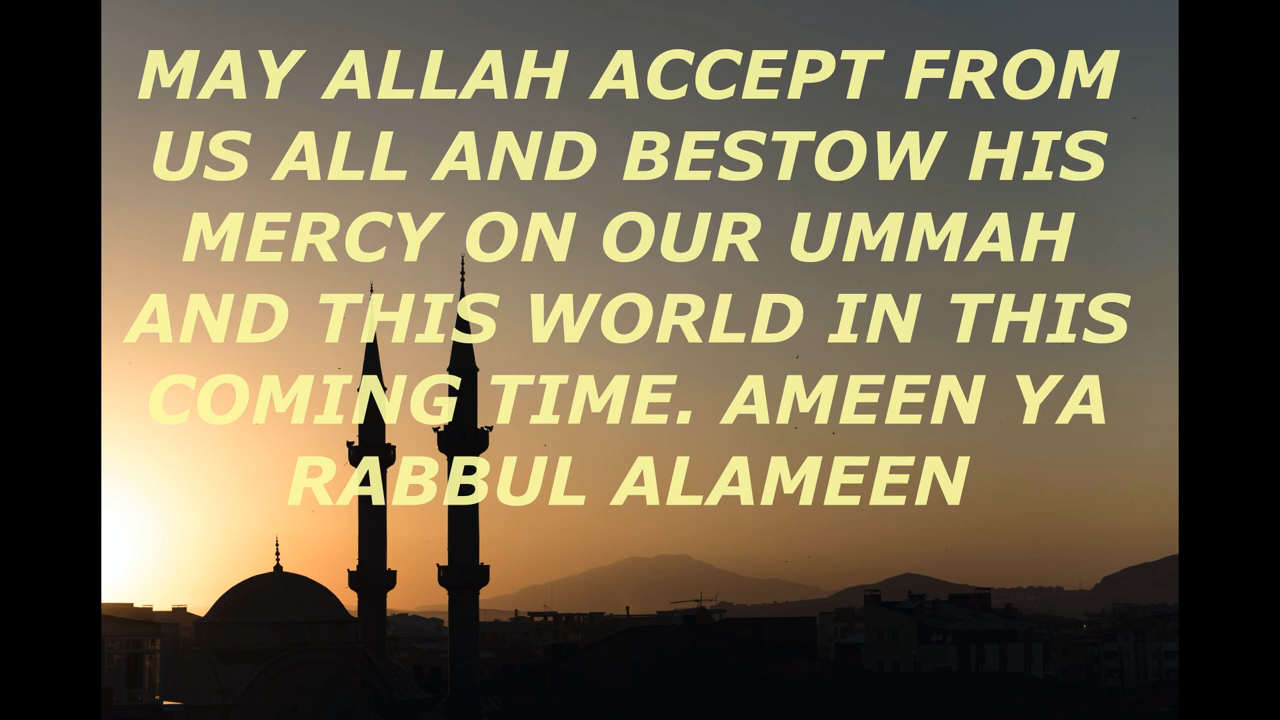 MAY ALLAH ACCEPT FROM
US ALL AND BESTOW HIS
MERCY ON OUR UMMAH
AND THIS WORLD IN THIS
COMING TIME. AMEEN YA
RABBUL ALAMEEN